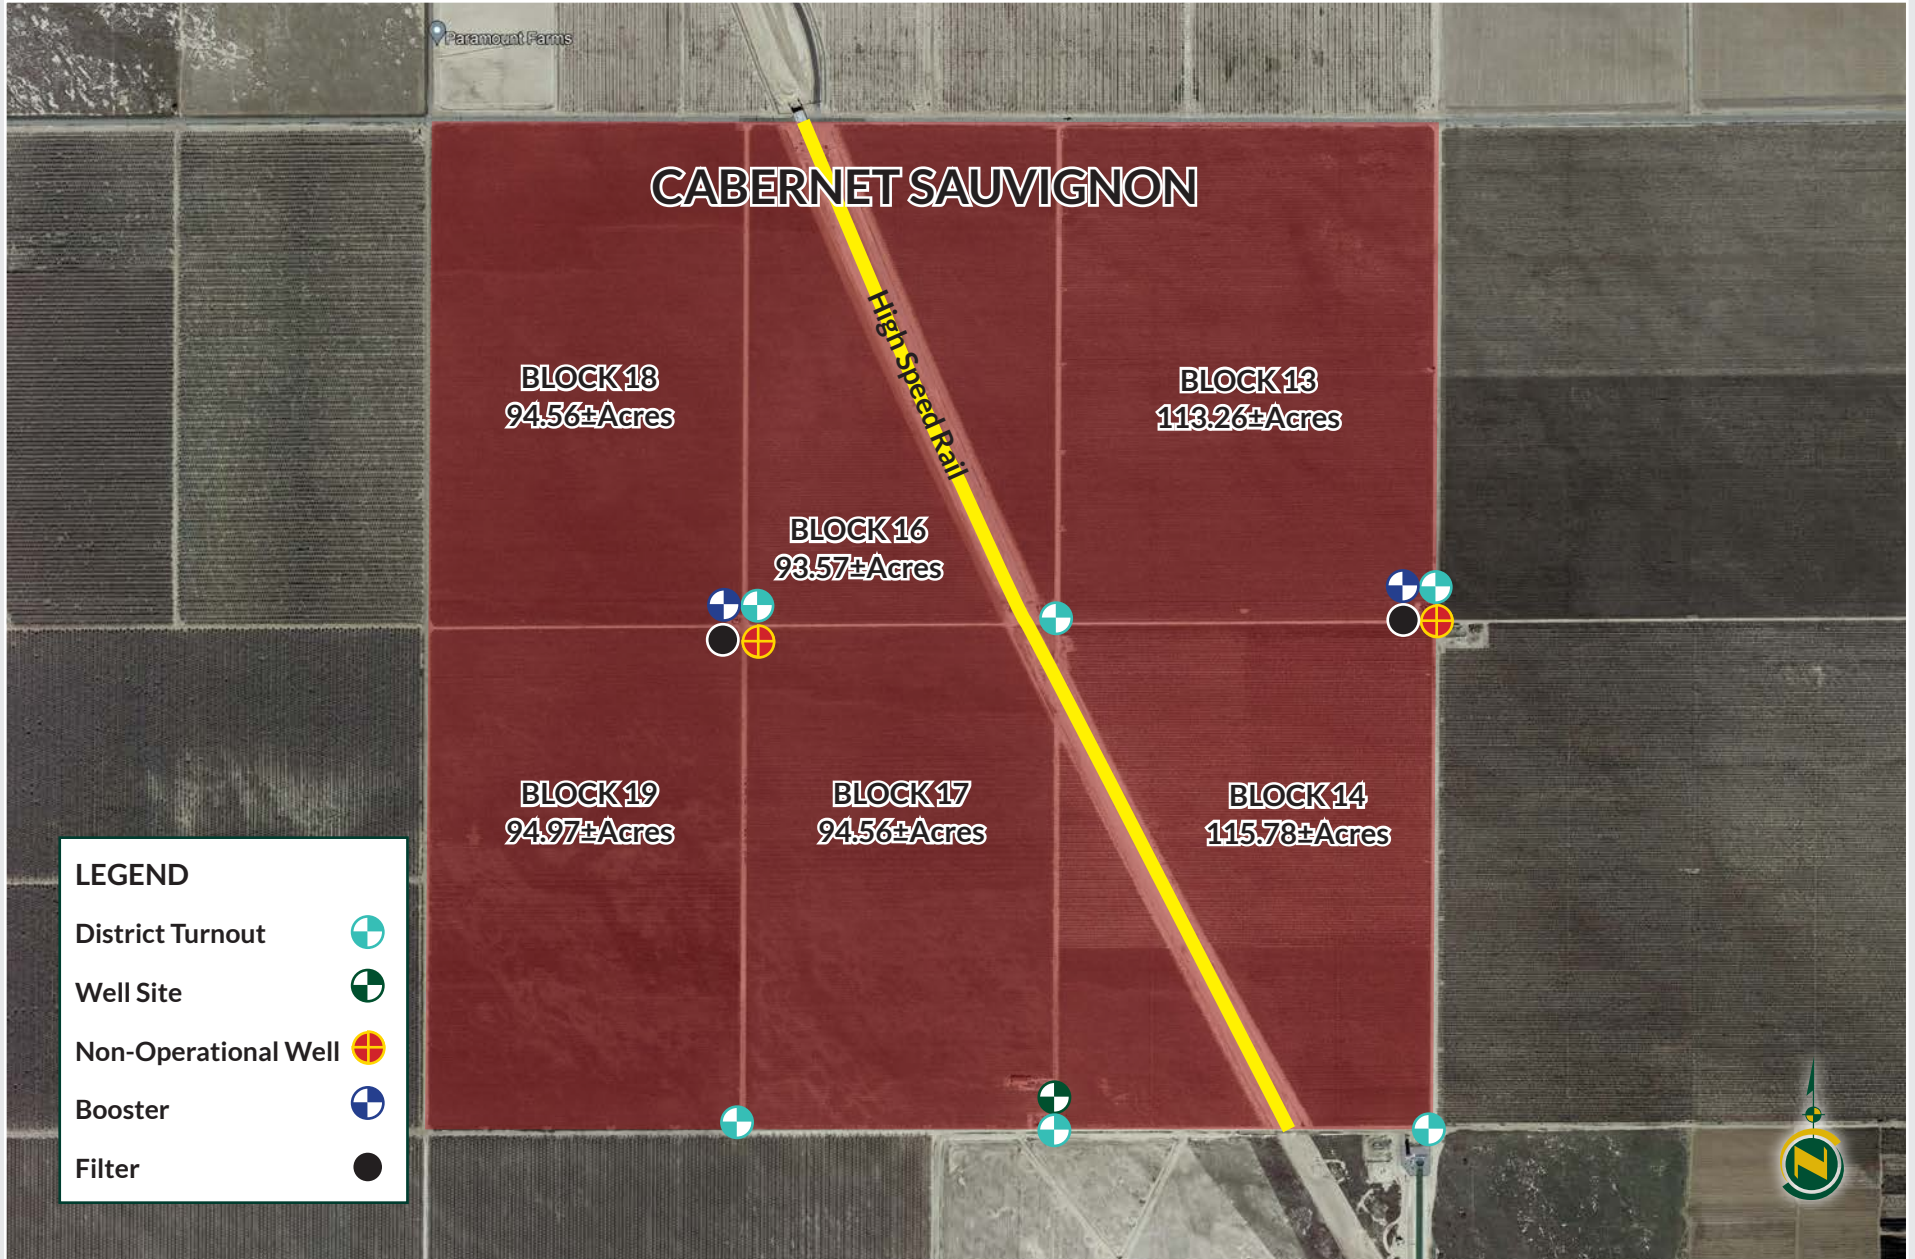 Paramount Farms
CABERNET SAUVIGNON
High Speed Rail
BLOCK 18
94.56±Acres
BLOCK 13
113.26±Acres
BLOCK 16
93.57±Acres
BLOCK 19
94.97±Acres
BLOCK 17
94.56±Acres
BLOCK 14
115.78±Acres
LEGEND
District Turnout
Well Site
Non-Operational Well
Booster
Filter
N